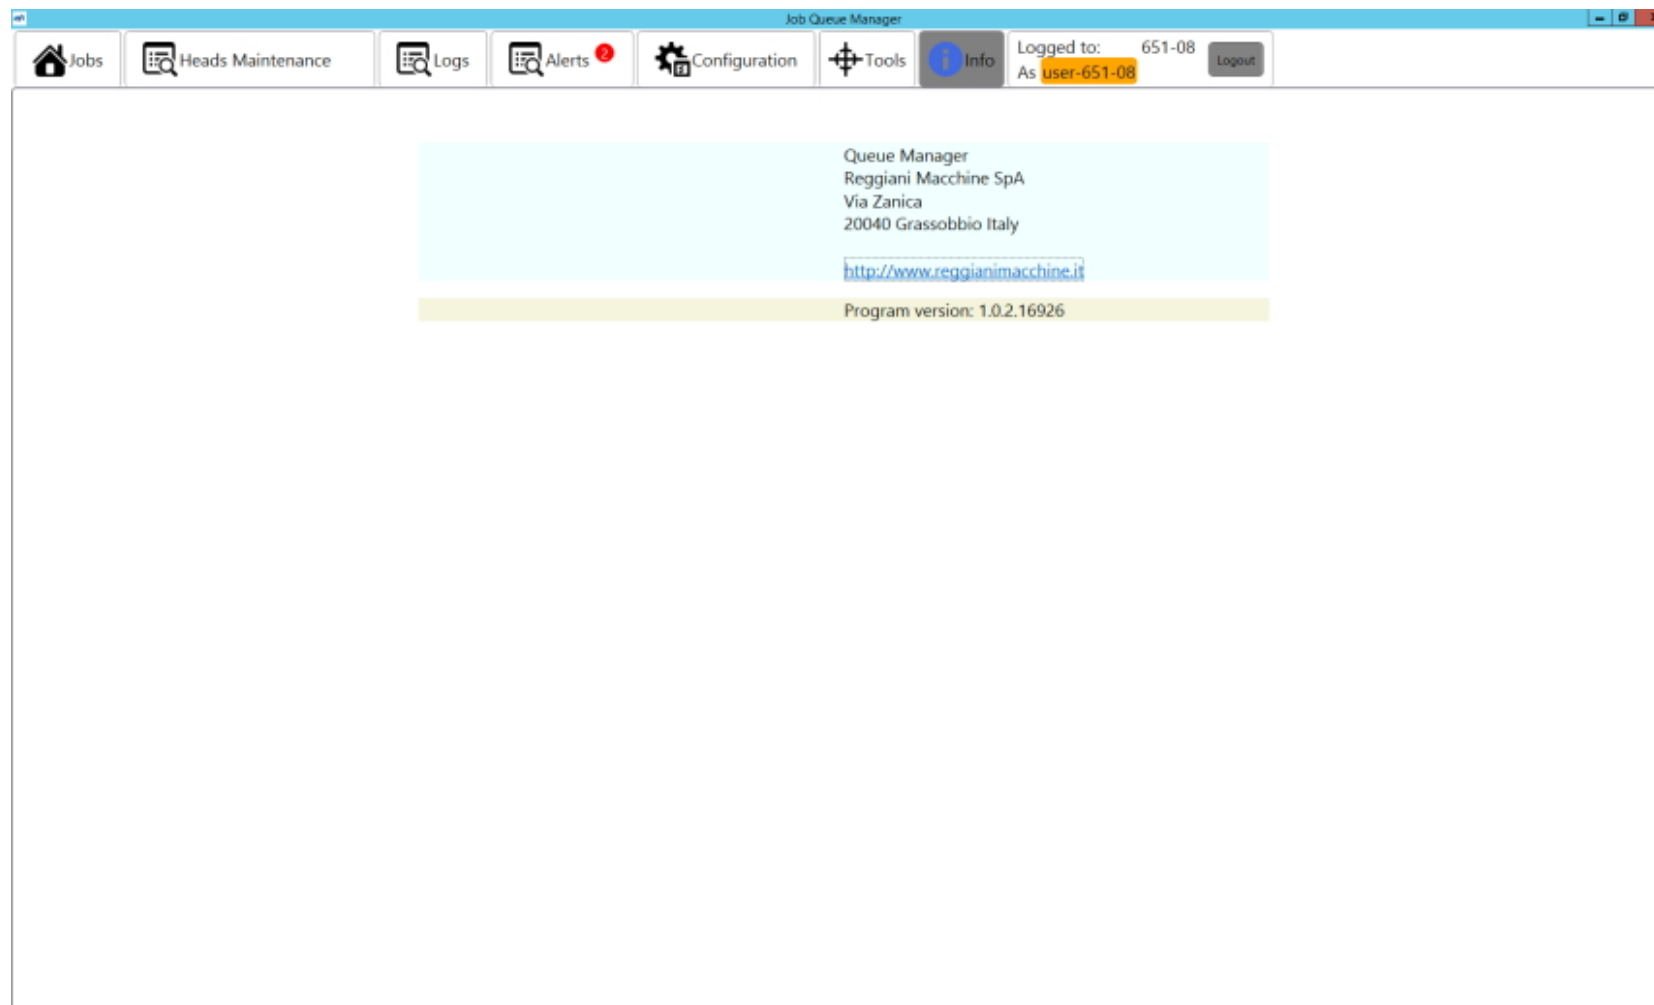 Job Queue Manager
Jobs
Heads Maintenance
Logs
Alerts 2
Configuration
Tools
Info
Logged to: 651-08
As user-651-08
Logout
Queue Manager
Reggiani Macchine SpA
Via Zanica
20040 Grassobbio Italy
http://www.reggianimacchine.it
Program version: 1.0.2.16926